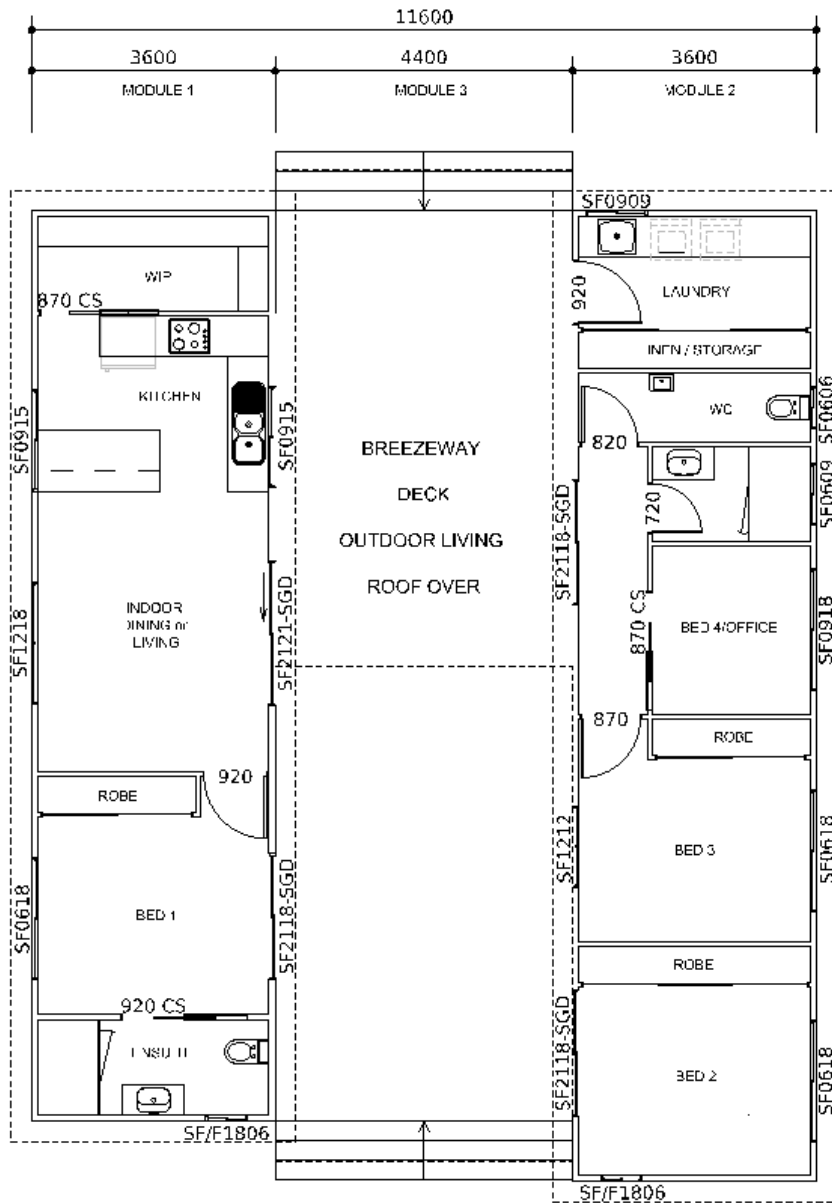 11600
3600 4400 3600
MODULE 1 MODULE 3 MODULE 2
SF0909
WIP
870 CS
920
LAUNDRY
INEN / STORAGE
KITCHEN
SF0915
SF0915
WC
SF0606
820
BREEZEWAY
DECK
OUTDOOR LIVING
ROOF OVER
SF2118-SGD
720
SF0609
INDOOR
DINING or
LIVING
SF1218
SF2121-SGD
870 CS
BED 4/OFFICE
SF0918
870
ROBE
920
ROBE
SF1212
BED 3
SF0618
BED 1
SF0618
SF2118-SGD
ROBE
920 CS
SF2118-SGD
BED 2
SF0618
SF/F1806
SF/F1806